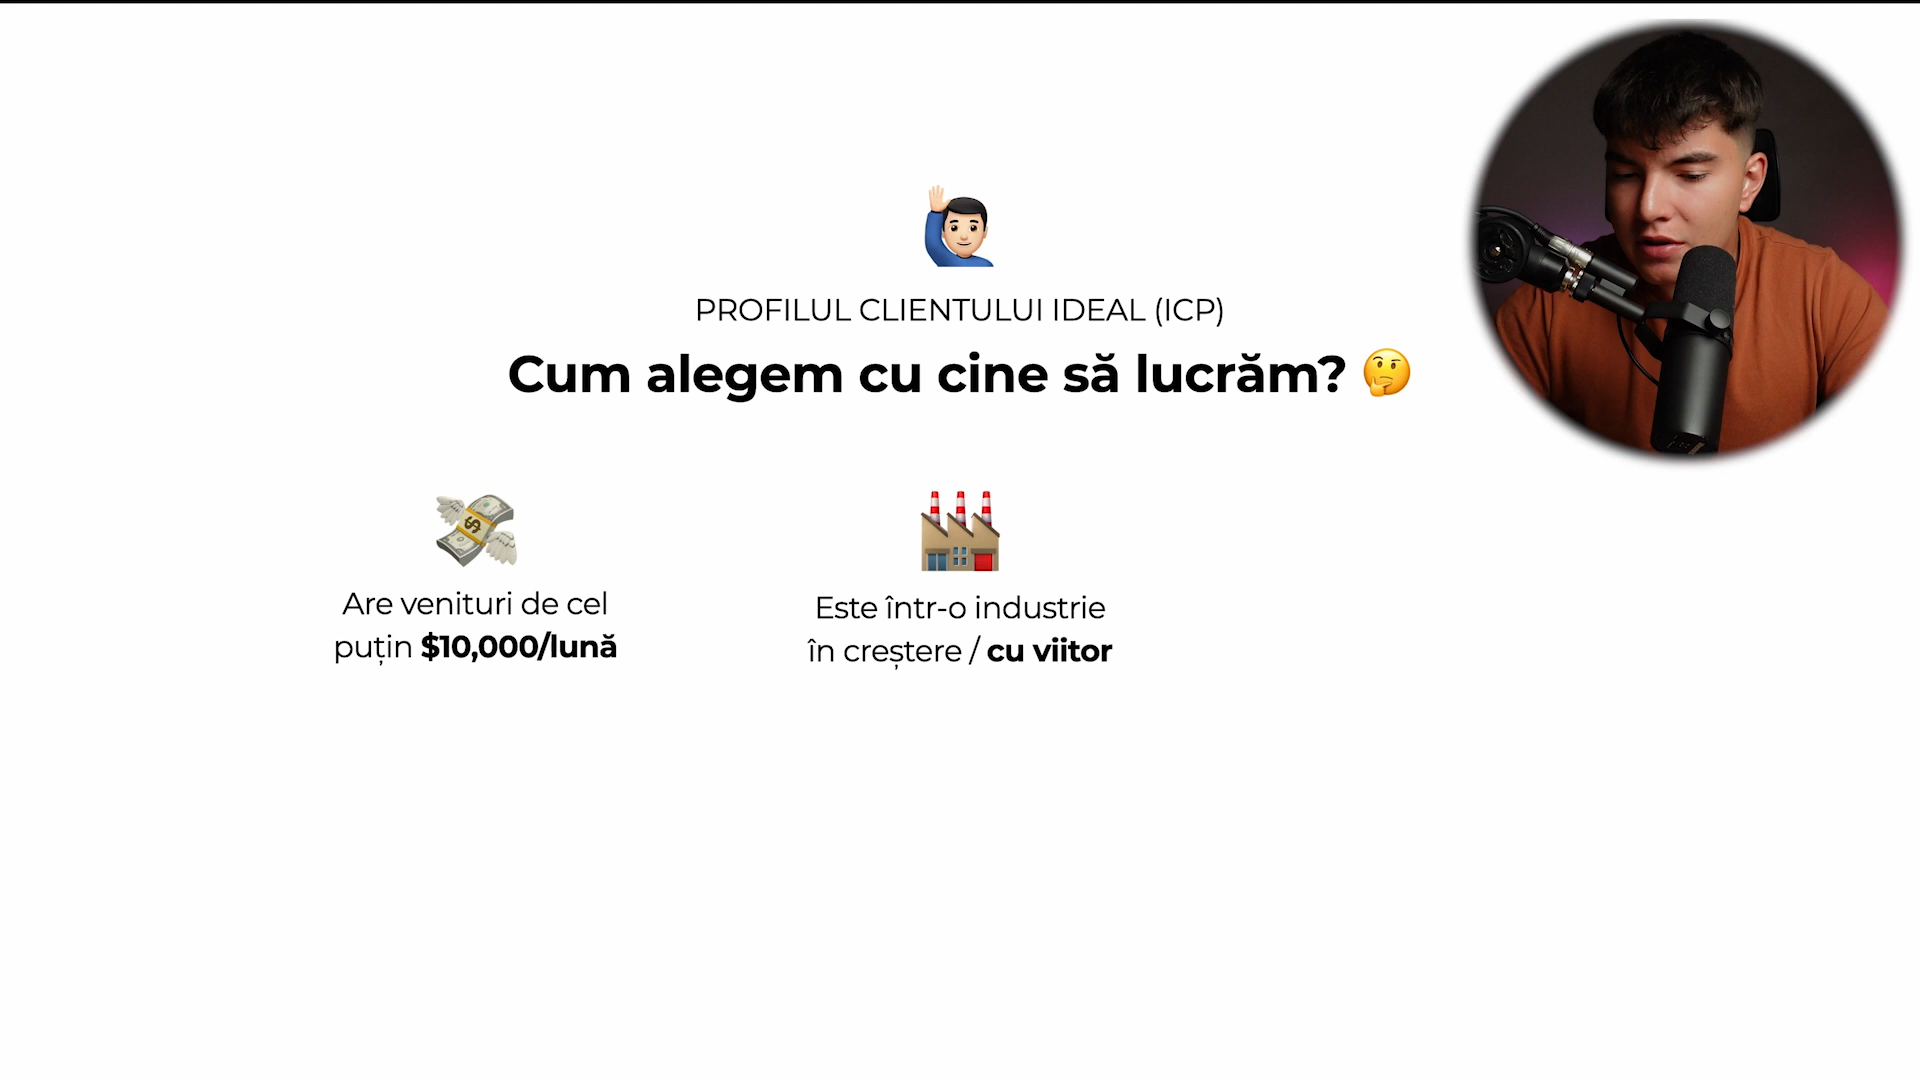 PROFILUL CLIENTULUI IDEAL (ICP)
Cum alegem cu cine să lucrăm? 🤔
Are venituri de cel
puțin $10,000/lună
Este într-o industrie
în creștere / cu viitor